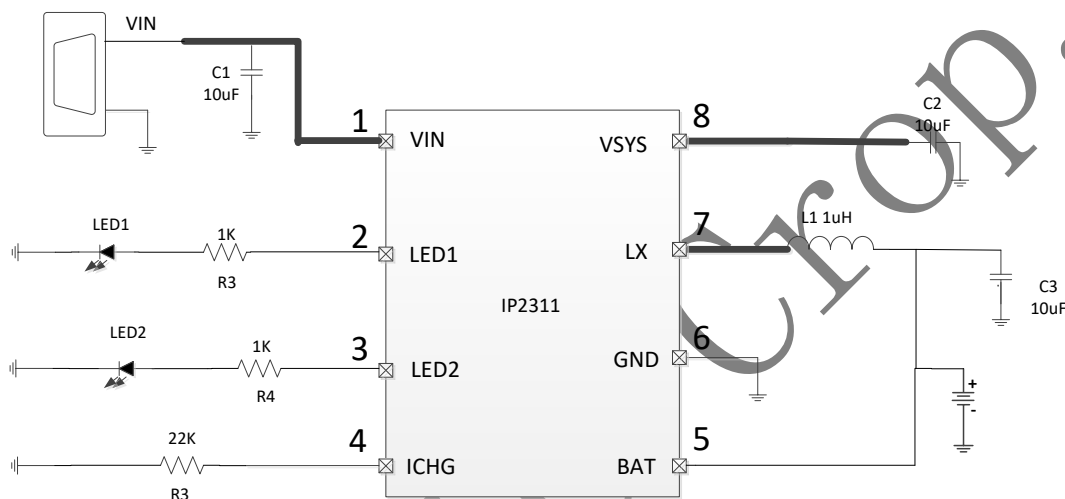 VIN
C1
10uF
C2
10uF
1
VIN
VSYS
8
LED1
1K
R3
2
LED1
7
LX
L1 1uH
C3
10uF
IP2311
LED2
1K
R4
3
LED2
6
GND
22K
R3
4
ICHG
5
BAT
+
-
Crop.